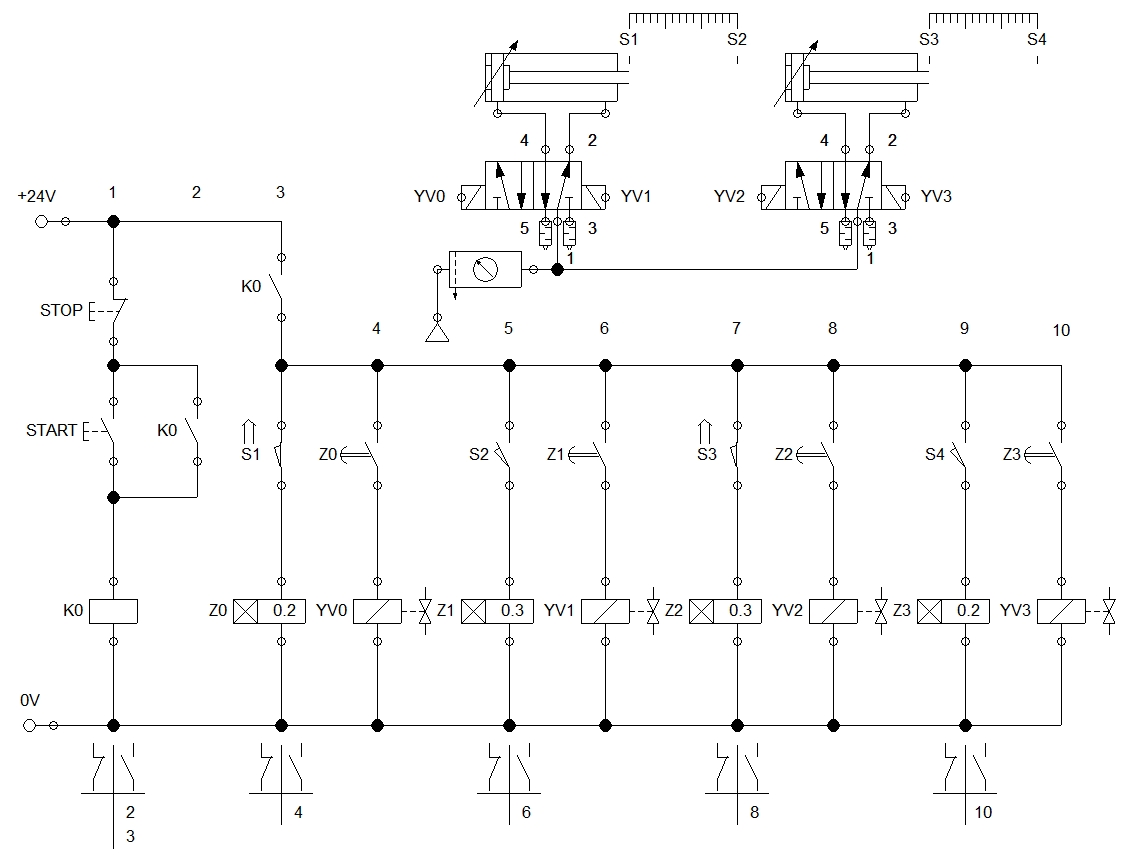 S1 S2 S3 S4
4 2 4 2
+24V 1 2 3 YV0 YV1 YV2 YV3
5 3 5 3
1 1
K0
STOP
4 5 6 7 8 9 10
START K0 S1 Z0 S2 Z1 S3 Z2 S4 Z3
K0 Z0 0.2 YV0 Z1 0.3 YV1 Z2 0.3 YV2 Z3 0.2 YV3
0V
2 4 6 8 10
3